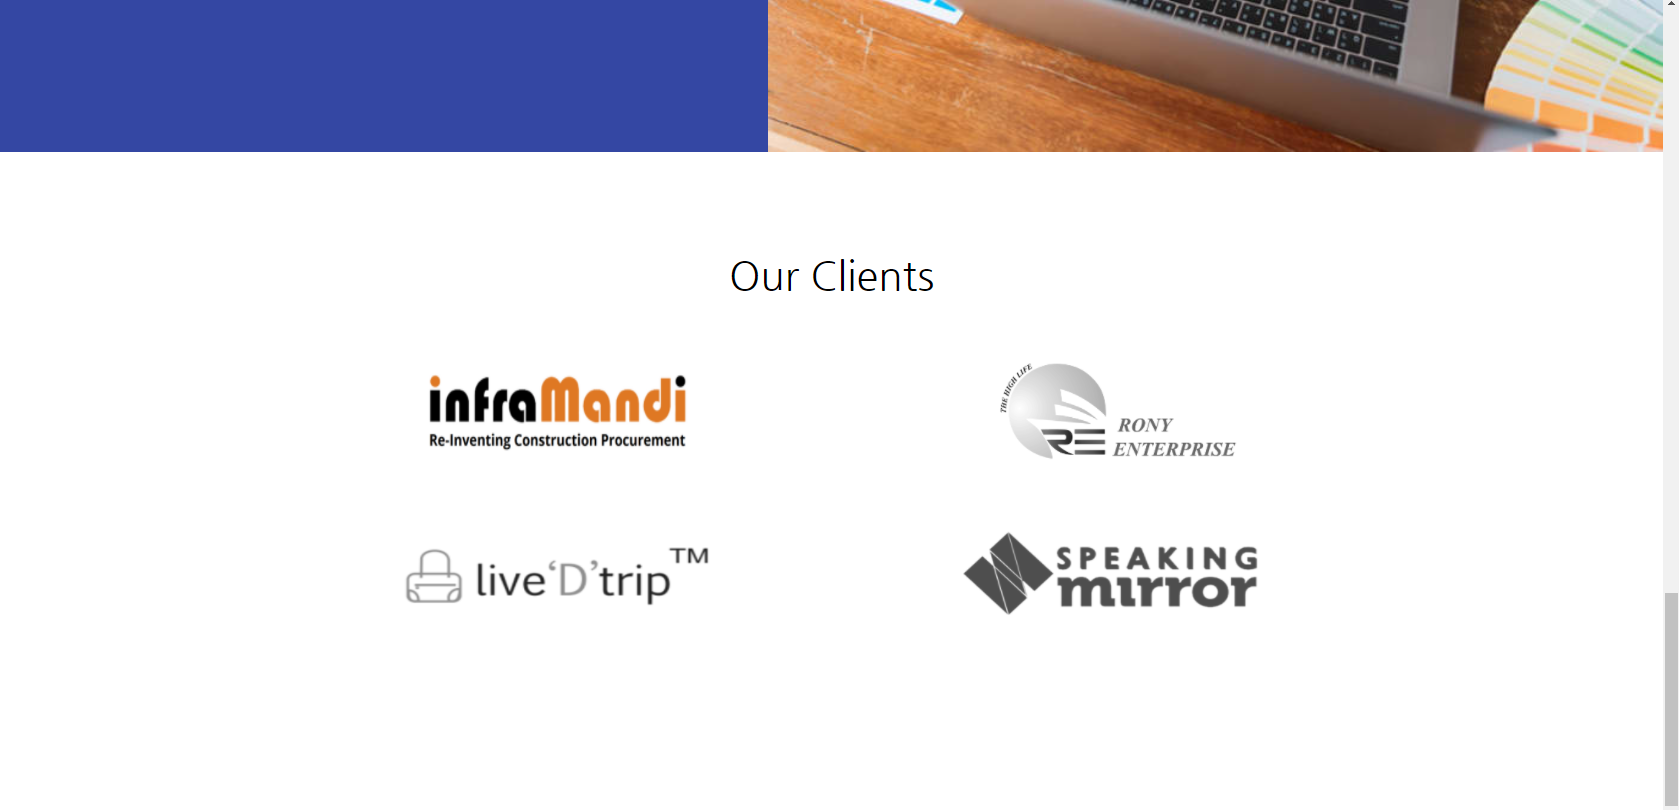 Our Clients
infraMandi
Re-Inventing Construction Procurement
THE HIGH LIFE
RE
RONY
ENTERPRISE
live‘D’trip™
SPEAKING
mirror